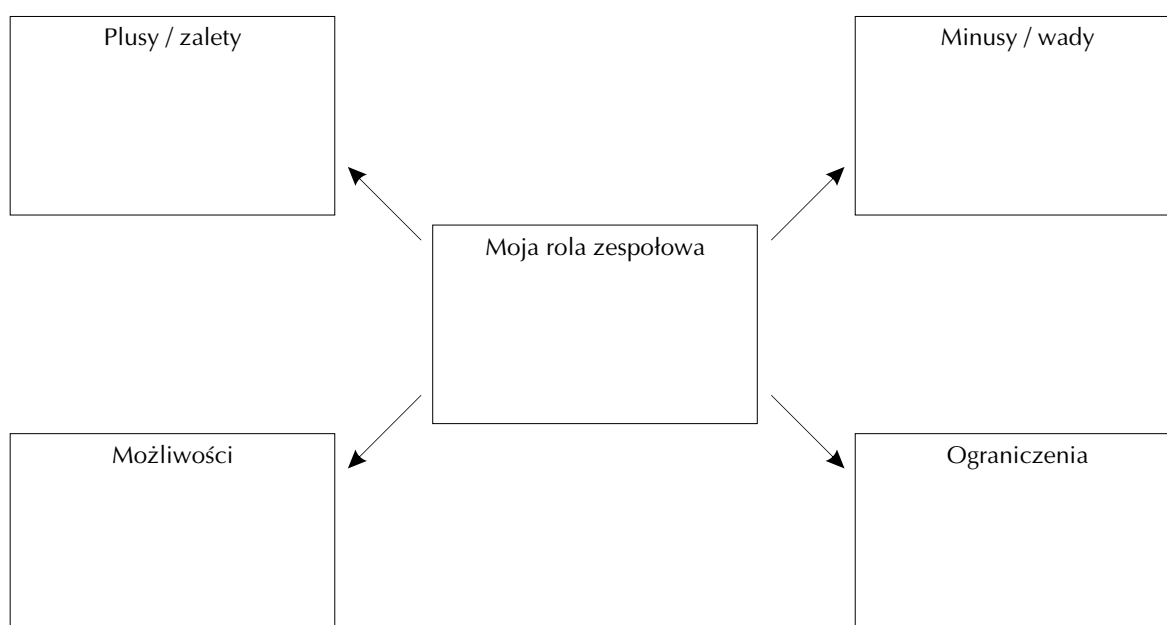 Plusy / zalety
Minusy / wady
Moja rola zespołowa
Możliwości
Ograniczenia